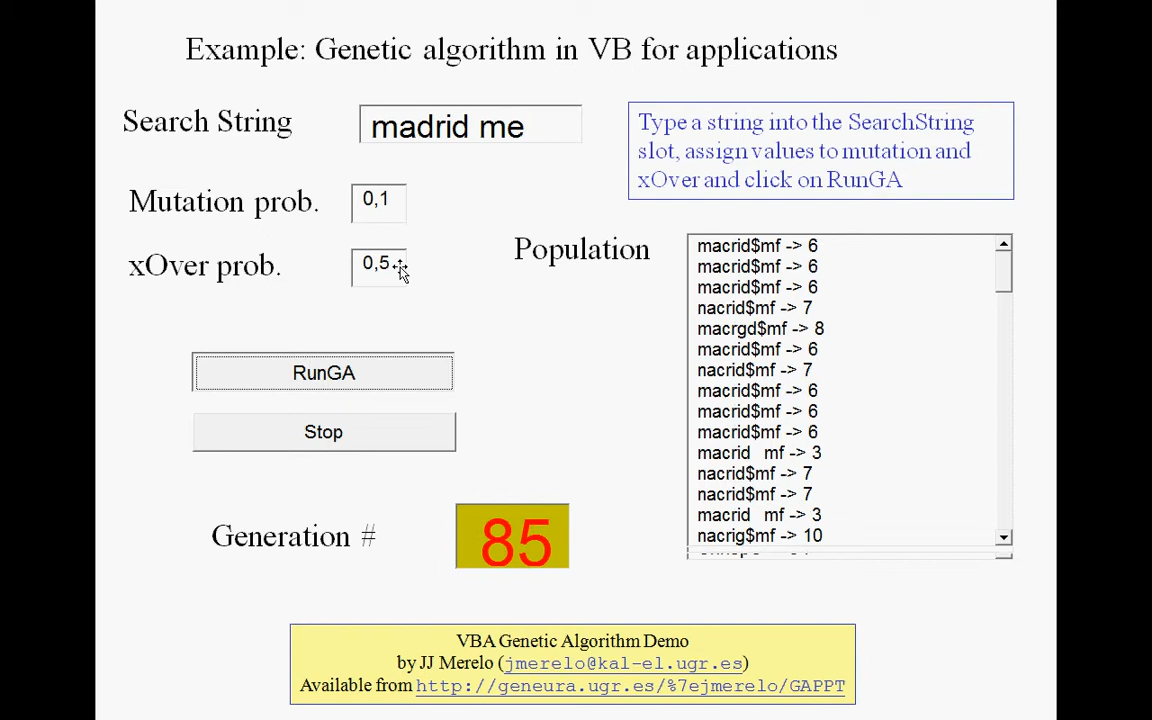 Example: Genetic algorithm in VB for applications
Search String
madrid me
Type a string into the SearchString
slot, assign values to mutation and
xOver and click on RunGA
Mutation prob.
0,1
xOver prob.
0,5
Population
macrid$mf -> 6
macrid$mf -> 6
macrid$mf -> 6
nacrid$mf -> 7
macrgd$mf -> 8
macrid$mf -> 6
nacrid$mf -> 7
macrid$mf -> 6
macrid$mf -> 6
macrid$mf -> 6
macrid mf -> 3
nacrid$mf -> 7
nacrid$mf -> 7
macrid mf -> 3
nacrig$mf -> 10
RunGA
Stop
Generation #
85
VBA Genetic Algorithm Demo
by JJ Merelo (jmerelo@kal-el.ugr.es)
Available from http://geneura.ugr.es/%7ejmerelo/GAPPT